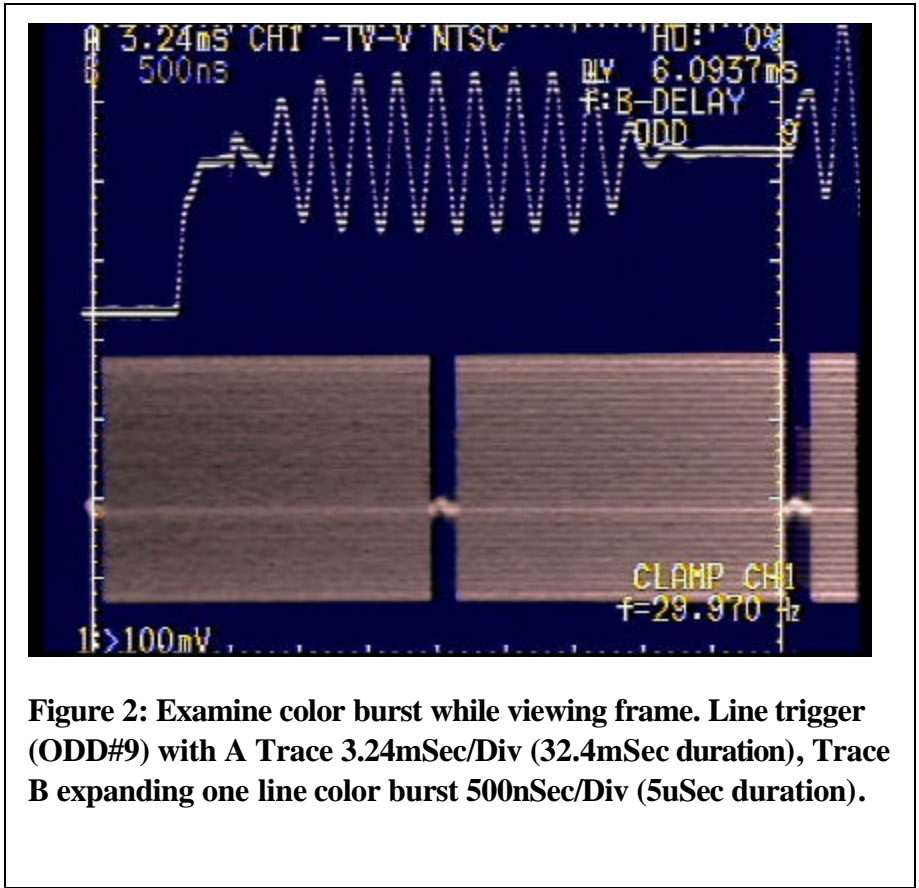 A 3.24mS CH1 -TV-V NTSC HO: 0%
B 500ns DLY 6.0937ms
f:B-DELAY
ODD 9
CLAMP CH1
f=29.970 Hz
1:>100mV
Figure 2: Examine color burst while viewing frame. Line trigger
(ODD#9) with A Trace 3.24mSec/Div (32.4mSec duration), Trace
B expanding one line color burst 500nSec/Div (5uSec duration).